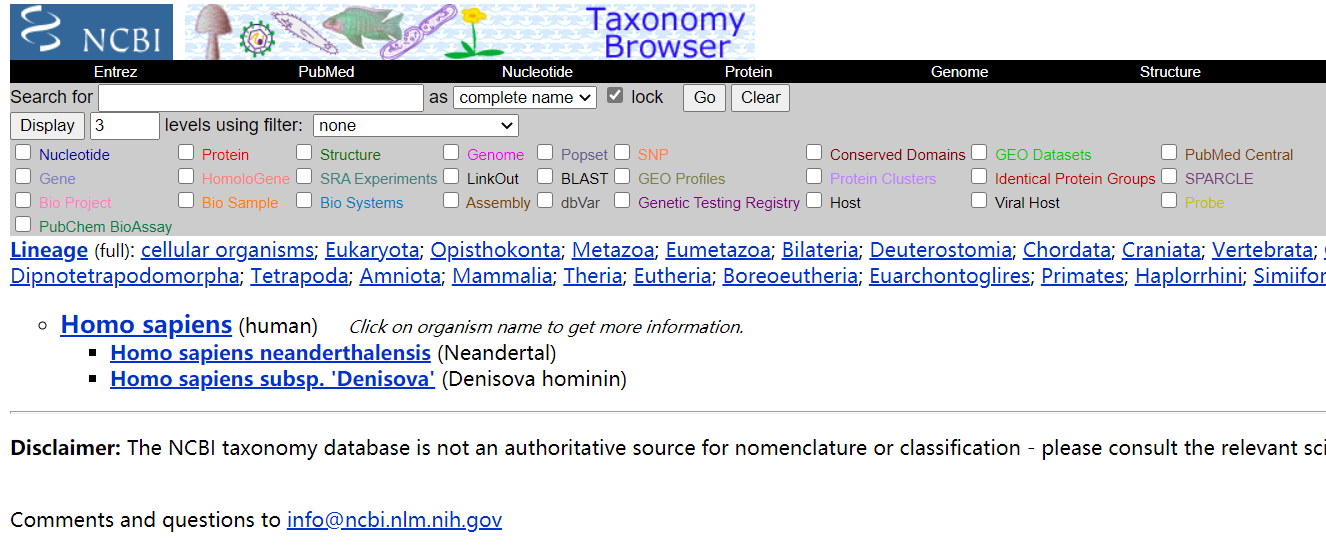 NCBI Taxonomy Browser
Entrez PubMed Nucleotide Protein Genome Structure
Search for as complete name lock Go Clear
Display 3 levels using filter: none
Nucleotide Protein Structure Genome Popset SNP Conserved Domains GEO Datasets PubMed Central
Gene HomoloGene SRA Experiments LinkOut BLAST GEO Profiles Protein Clusters Identical Protein Groups SPARCLE
Bio Project Bio Sample Bio Systems Assembly dbVar Genetic Testing Registry Host Viral Host Probe
PubChem BioAssay
Lineage (full): cellular organisms; Eukaryota; Opisthokonta; Metazoa; Eumetazoa; Bilateria; Deuterostomia; Chordata; Craniata; Vertebrata;
Dipnotetrapodomorpha; Tetrapoda; Amniota; Mammalia; Theria; Eutheria; Boreoeutheria; Euarchontoglires; Primates; Haplorrhini; Simiifor
Homo sapiens (human) Click on organism name to get more information.
Homo sapiens neanderthalensis (Neandertal)
Homo sapiens subsp. 'Denisova' (Denisova hominin)
Disclaimer: The NCBI taxonomy database is not an authoritative source for nomenclature or classification - please consult the relevant sci
Comments and questions to info@ncbi.nlm.nih.gov